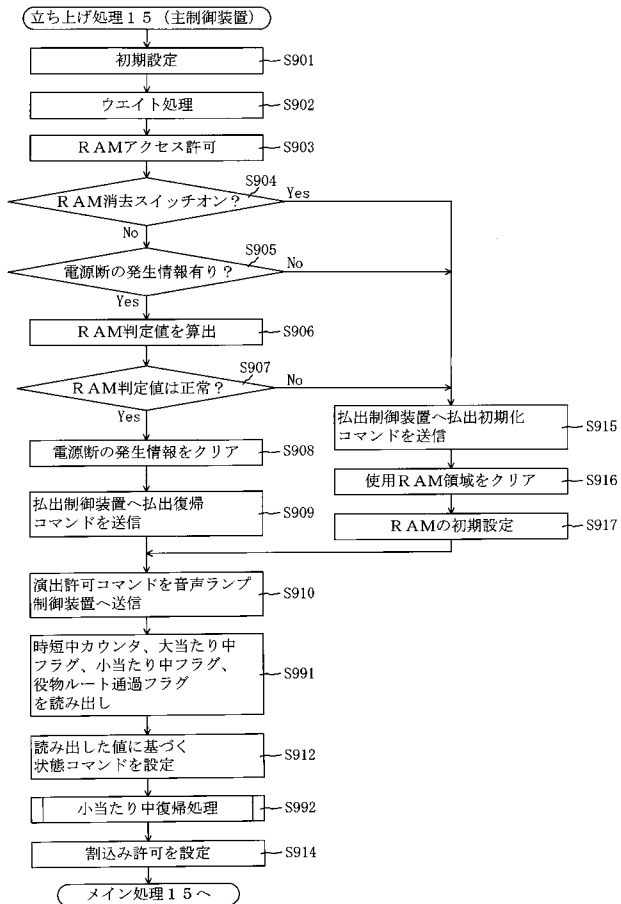 立ち上げ処理１５（主制御装置）
初期設定
S901
ウエイト処理
S902
ＲＡＭアクセス許可
S903
S904
ＲＡＭ消去スイッチオン？
Yes
No
S905
電源断の発生情報有り？
No
Yes
ＲＡＭ判定値を算出
S906
S907
ＲＡＭ判定値は正常？
No
Yes
電源断の発生情報をクリア
S908
払出制御装置へ払出復帰
コマンドを送信
S909
払出制御装置へ払出初期化
コマンドを送信
S915
使用ＲＡＭ領域をクリア
S916
ＲＡＭの初期設定
S917
演出許可コマンドを音声ランプ
制御装置へ送信
S910
時短中カウンタ、大当たり中
フラグ、小当たり中フラグ、
役物ルート通過フラグ
を読み出し
S991
読み出した値に基づく
状態コマンドを設定
S912
小当たり中復帰処理
S992
割込み許可を設定
S914
メイン処理１５へ